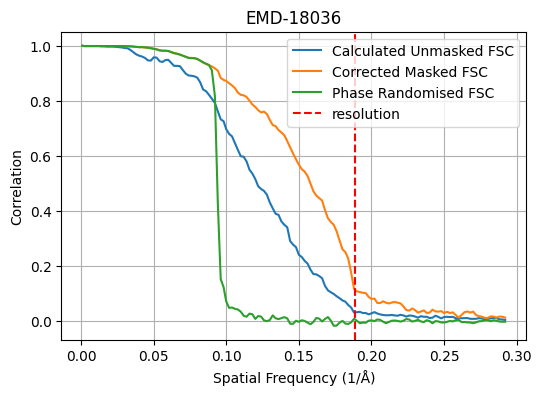 EMD-18036
Calculated Unmasked FSC
Corrected Masked FSC
Phase Randomised FSC
resolution
1.0
0.8
0.6
0.4
0.2
0.0
Correlation
0.00 0.05 0.10 0.15 0.20 0.25 0.30
Spatial Frequency (1/Å)